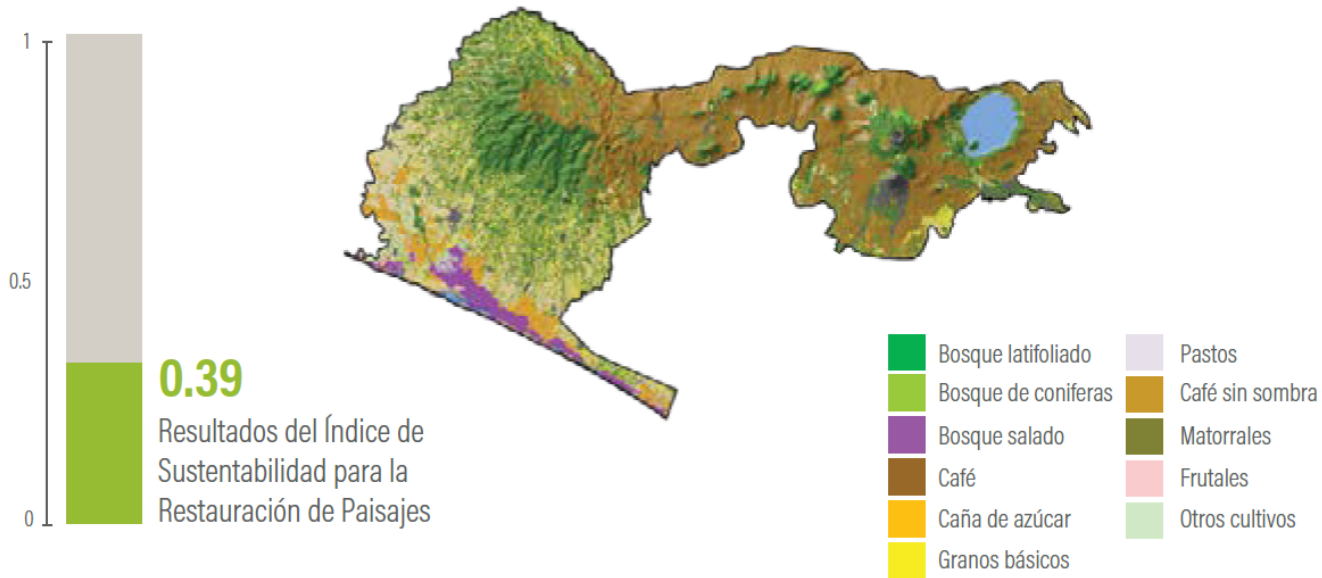 1
0.5
0
0.39
Resultados del Índice de
Sustentabilidad para la
Restauración de Paisajes
Bosque latifoliado
Bosque de coniferas
Bosque salado
Café
Caña de azúcar
Granos básicos
Pastos
Café sin sombra
Matorrales
Frutales
Otros cultivos